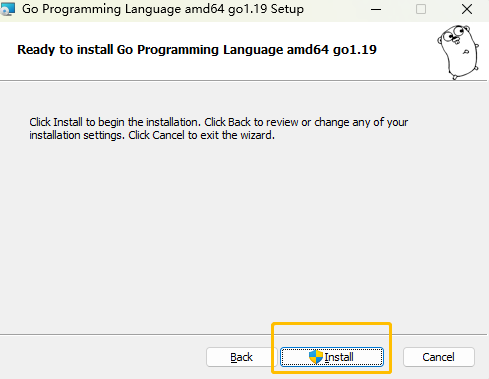 Go Programming Language amd64 go1.19 Setup
Ready to install Go Programming Language amd64 go1.19
Click Install to begin the installation. Click Back to review or change any of your
installation settings. Click Cancel to exit the wizard.
Back
Install
Cancel